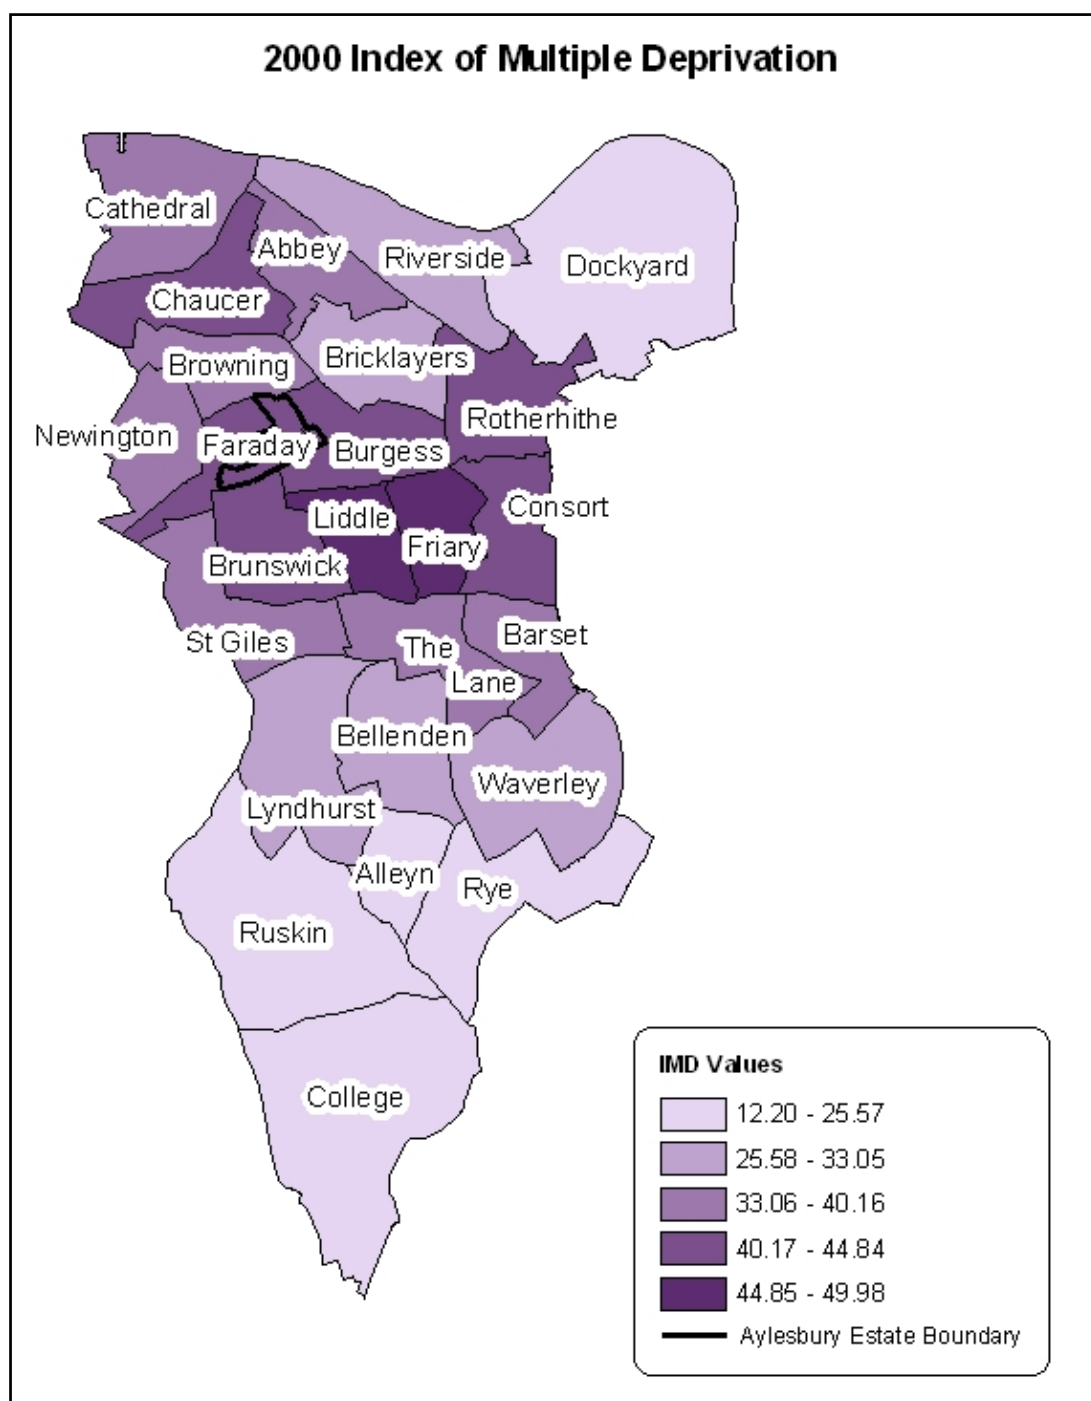 2000 Index of Multiple Deprivation
Cathedral
Abbey
Riverside
Dockyard
Chaucer
Browning
Bricklayers
Rotherhithe
Newington
Faraday
Burgess
Consort
Liddle
Friary
Brunswick
St Giles
The
Lane
Barset
Bellenden
Waverley
Lyndhurst
Alleyn
Rye
Ruskin
College
IMD Values
12.20 - 25.57
25.58 - 33.05
33.06 - 40.16
40.17 - 44.84
44.85 - 49.98
Aylesbury Estate Boundary